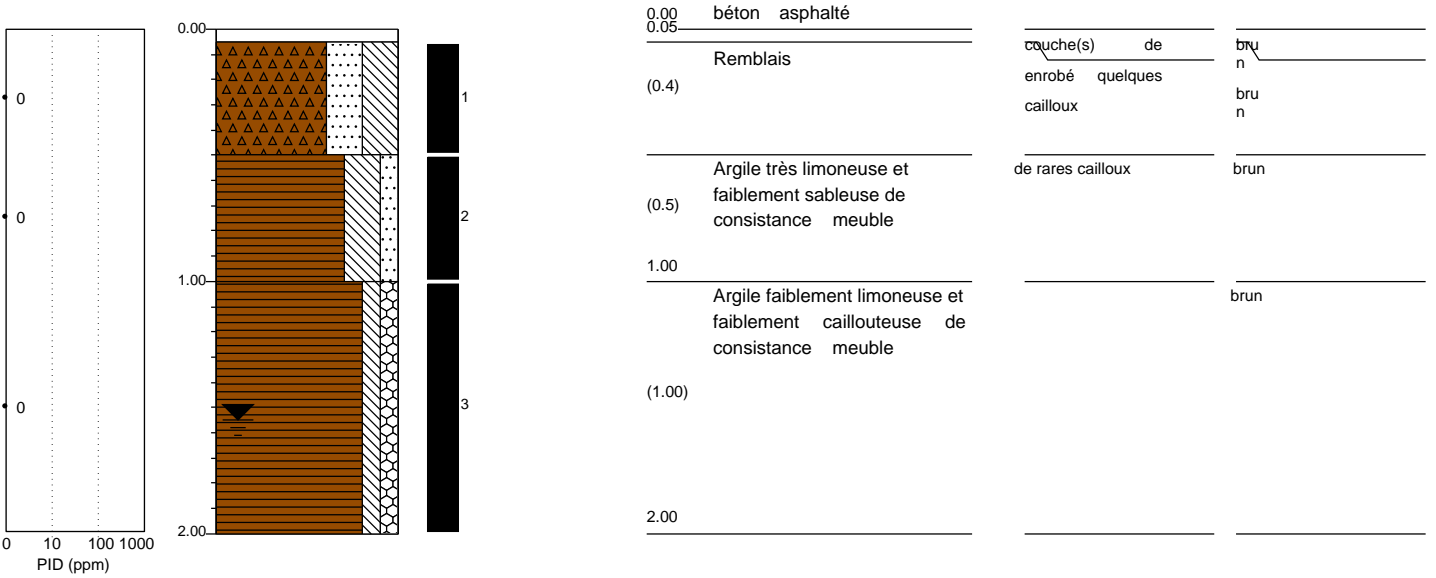 0.00
béton asphalté
0.05
0.00
couche(s) de
bru
n
Remblais
enrobé quelques
(0.4)
bru
n
0
1
cailloux
Argile très limoneuse et
de rares cailloux
brun
faiblement sableuse de
(0.5)
0
2
consistance meuble
1.00
1.00
Argile faiblement limoneuse et
brun
faiblement caillouteuse de
consistance meuble
(1.00)
0
3
2.00
2.00
0 10 100 1000
PID (ppm)